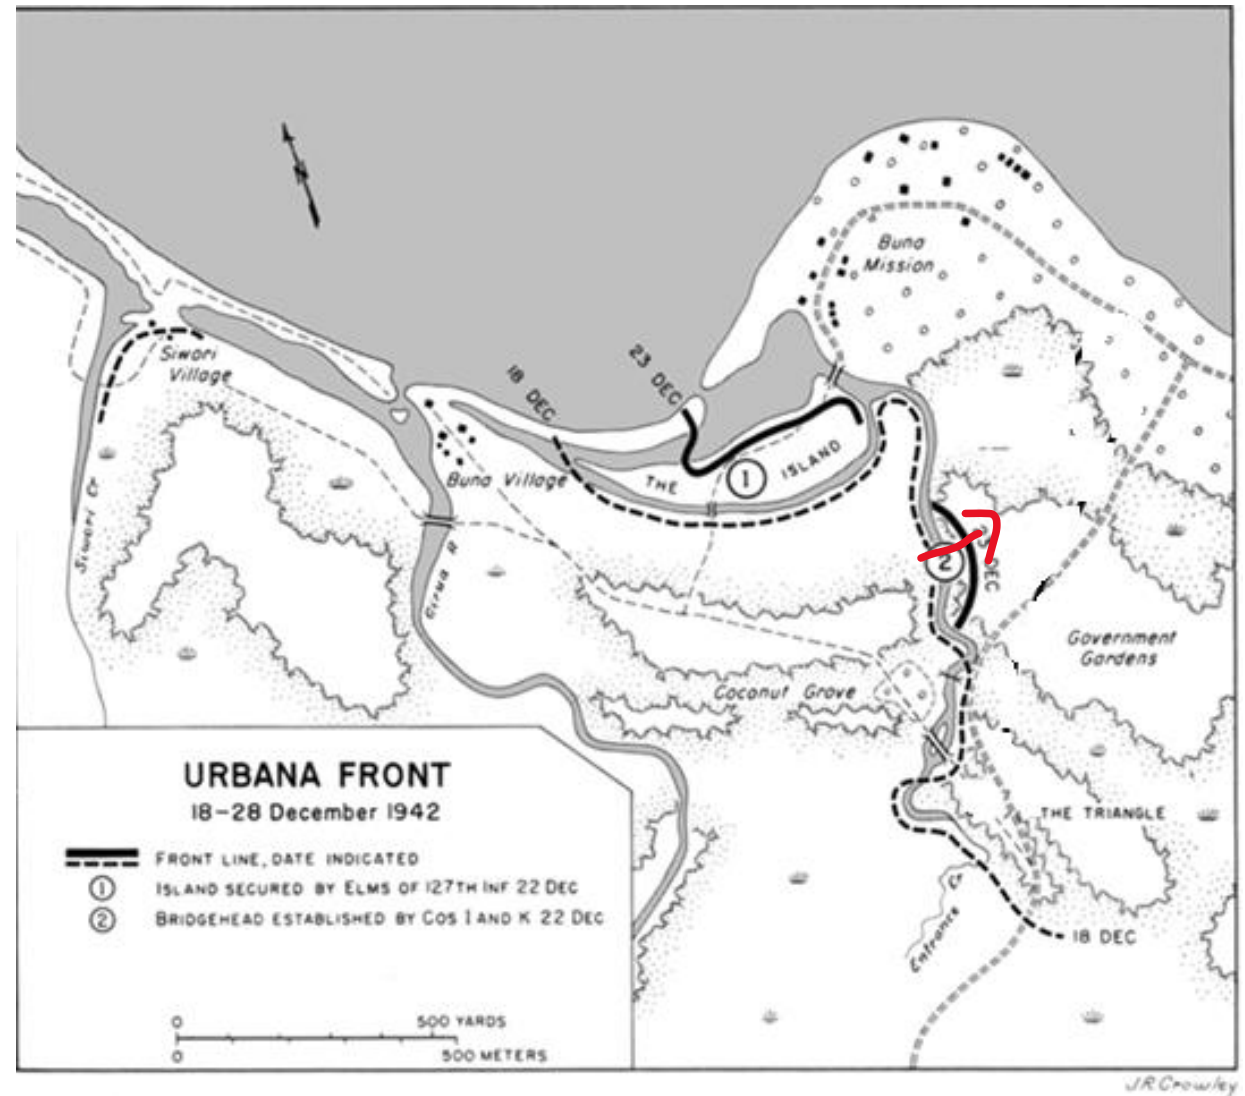 N
Buna
Mission
Siwori
Village
23 DEC
18 DEC
THE ISLAND
1
Buna Village
Siwori Cr
Girua R
2
DEC
Government
Gardens
Coconut Grove
THE TRIANGLE
Entrance Cr
18 DEC
URBANA FRONT
18-28 December 1942
FRONT LINE, DATE INDICATED
1 ISLAND SECURED BY ELMS OF 127TH INF 22 DEC
2 BRIDGEHEAD ESTABLISHED BY COS I AND K 22 DEC
0 500 YARDS
0 500 METERS
J.R.Crowley